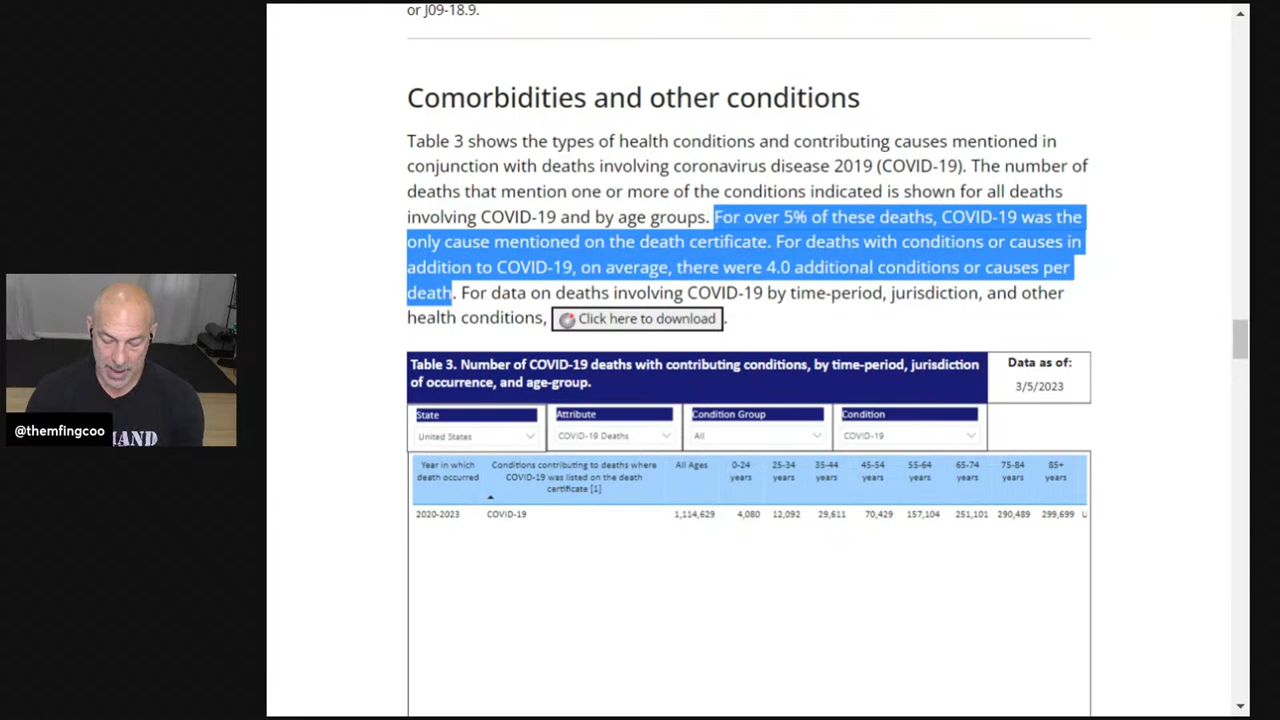 or J09-18.9.
Comorbidities and other conditions
Table 3 shows the types of health conditions and contributing causes mentioned in
conjunction with deaths involving coronavirus disease 2019 (COVID-19). The number of
deaths that mention one or more of the conditions indicated is shown for all deaths
involving COVID-19 and by age groups. For over 5% of these deaths, COVID-19 was the
only cause mentioned on the death certificate. For deaths with conditions or causes in
addition to COVID-19, on average, there were 4.0 additional conditions or causes per
death. For data on deaths involving COVID-19 by time-period, jurisdiction, and other
health conditions, Click here to download.
Table 3. Number of COVID-19 deaths with contributing conditions, by time-period, jurisdiction
of occurrence, and age-group.
Data as of:
3/5/2023
State Attribute Condition Group Condition
United States COVID-19 Deaths All COVID-19
Year in which Conditions contributing to deaths where All Ages 0-24 25-34 35-44 45-54 55-64 65-74 75-84 85+
death occurred COVID-19 was listed on the death years years years years years years years years
certificate [1]
2020-2023 COVID-19 1,114,629 4,080 12,092 29,611 70,429 157,104 251,101 290,489 299,699 U
@themfingcoo
AND